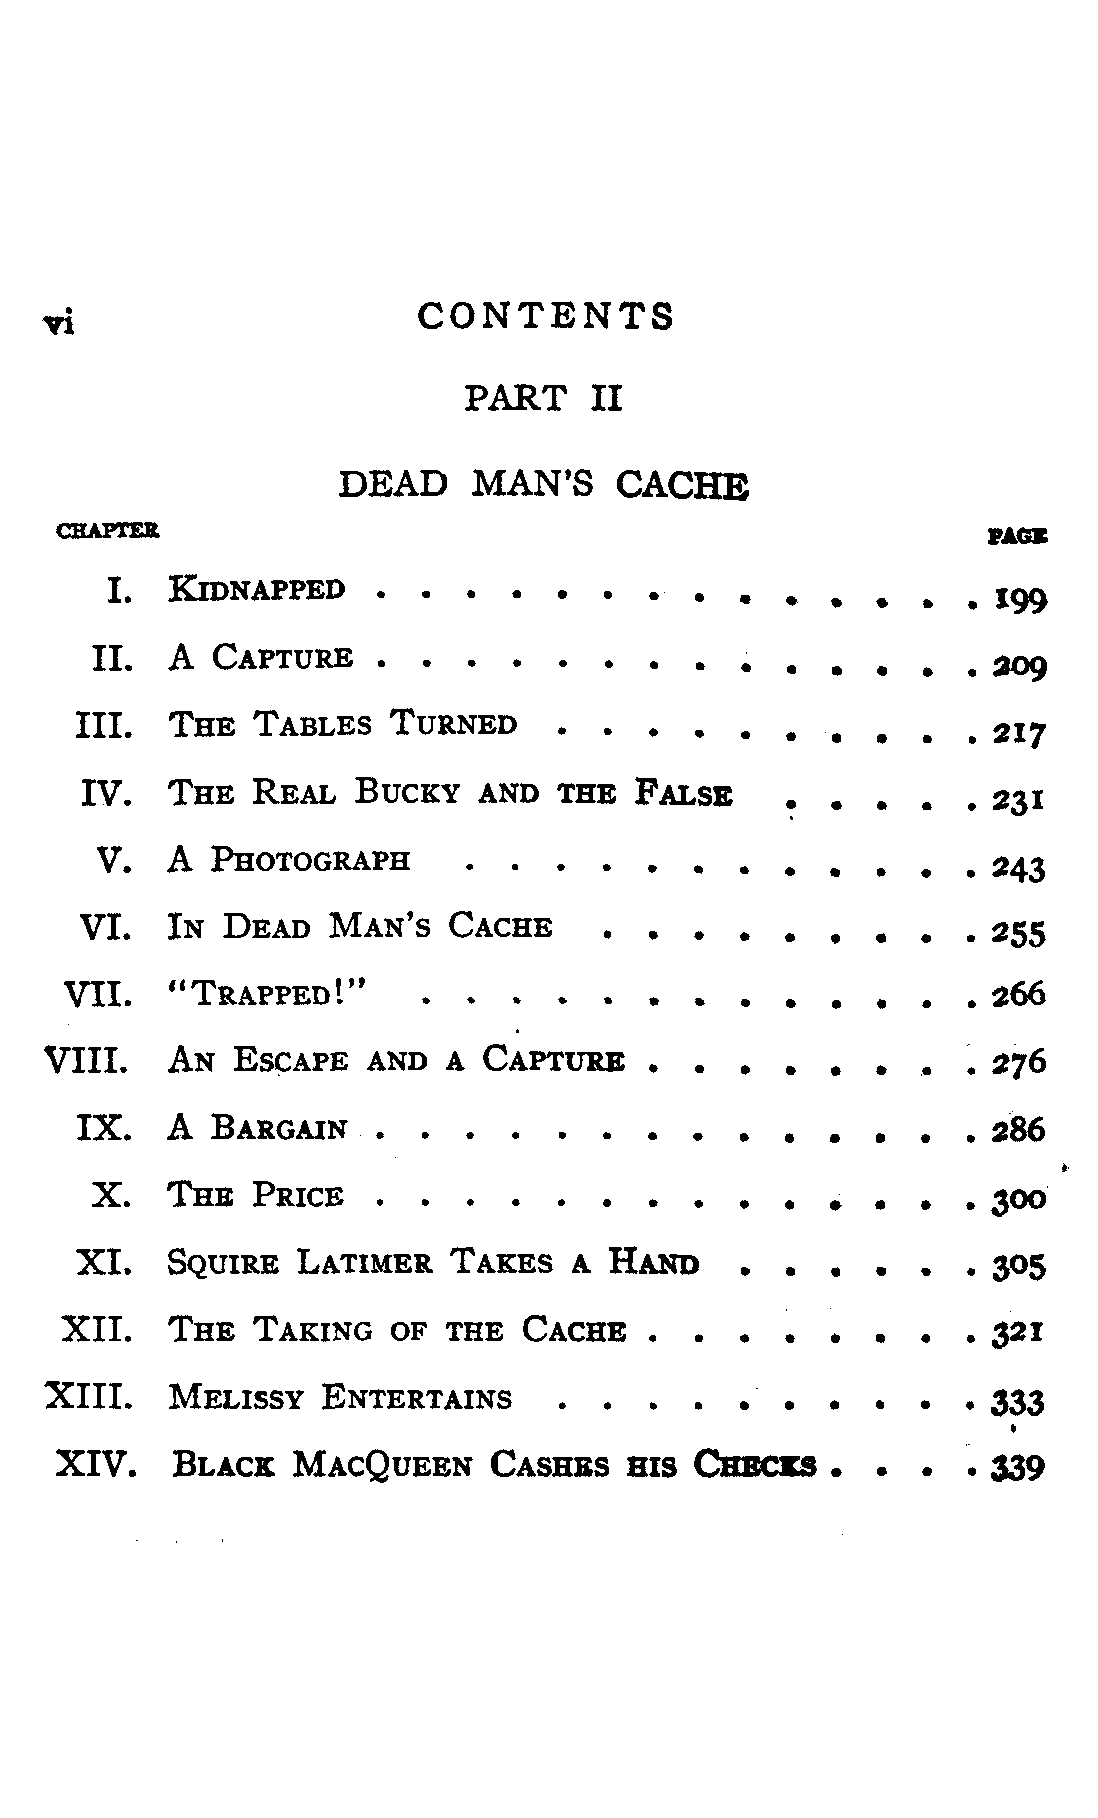 vi CONTENTS
PART II
DEAD MAN'S CACHE
CHAPTER PAGE
I. KIDNAPPED . . . . . . . . . . . . . . 199
II. A CAPTURE . . . . . . . . . . . . . . 209
III. THE TABLES TURNED . . . . . . . . . . 217
IV. THE REAL BUCKY AND THE FALSE . . . . . 231
V. A PHOTOGRAPH . . . . . . . . . . . . 243
VI. IN DEAD MAN'S CACHE . . . . . . . . . 255
VII. "TRAPPED!" . . . . . . . . . . . . . 266
VIII. AN ESCAPE AND A CAPTURE . . . . . . . . 276
IX. A BARGAIN . . . . . . . . . . . . . . 286
X. THE PRICE . . . . . . . . . . . . . . 300
XI. SQUIRE LATIMER TAKES A HAND . . . . . . 305
XII. THE TAKING OF THE CACHE . . . . . . . . 321
XIII. MELISSY ENTERTAINS . . . . . . . . . . 333
XIV. BLACK MACQUEEN CASHES HIS CHECKS . . . . 339